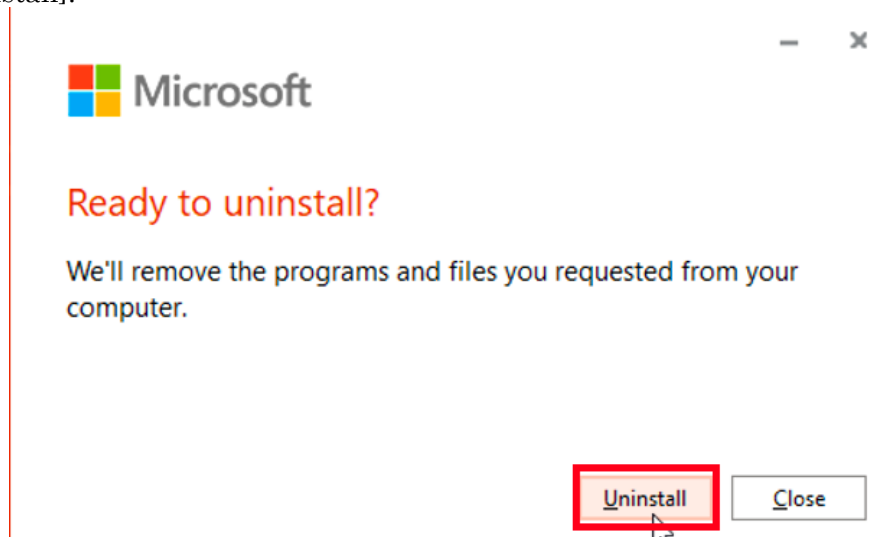 Microsoft
Ready to uninstall?
We'll remove the programs and files you requested from your
computer.
Uninstall
Close